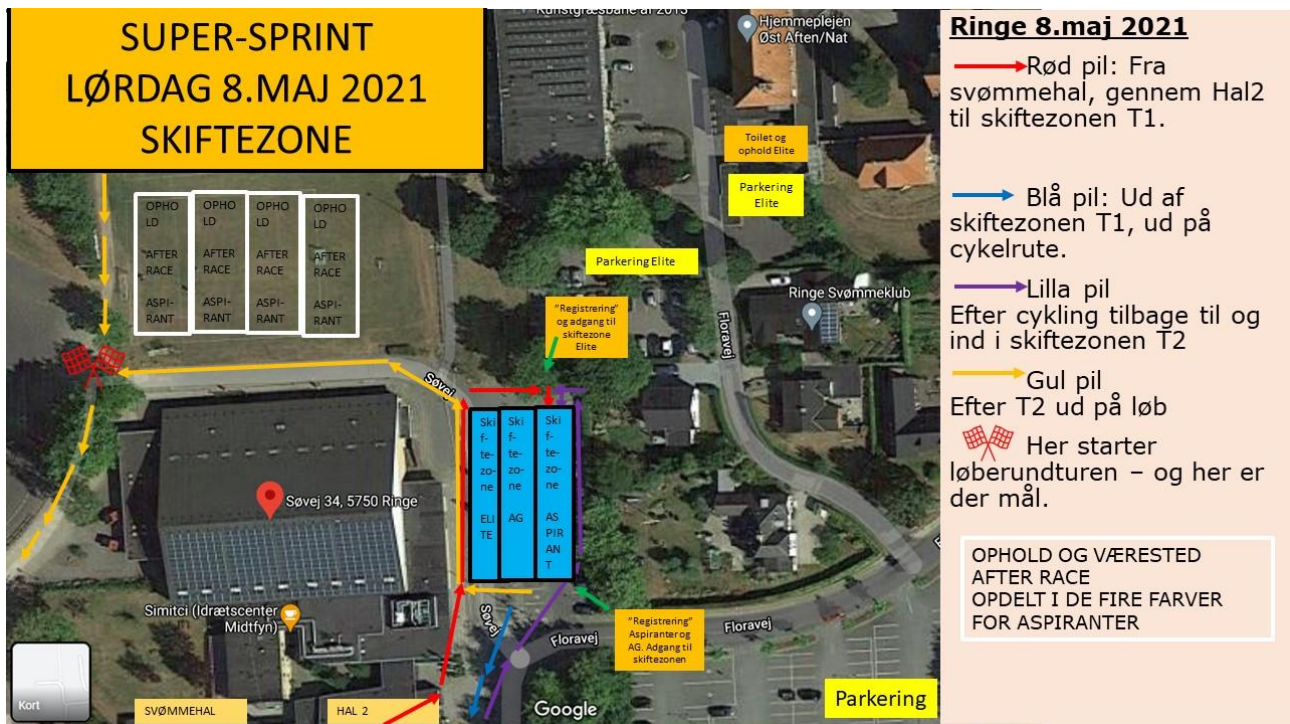 SUPER-SPRINT
LØRDAG 8.MAJ 2021
SKIFTEZONE
Kunstgræsbane af 2015
Hjemmeplejen
Øst Aften/Nat
Toilet og
ophold Elite
Parkering
Elite
Parkering Elite
Ringe Svømmeklub
"Registrering"
og adgang til
skiftezone
Elite
OPHO
LD
AFTER
RACE
ASPI-
RANT
OPHO
LD
AFTER
RACE
ASPI-
RANT
OPHO
LD
AFTER
RACE
ASPI-
RANT
OPHO
LD
AFTER
RACE
ASPI-
RANT
Floravej
Søvej
Ski
f-
te-
zo-
ne
ELI
TE
Ski
f-
te-
zo-
ne
AG
Ski
f-
te-
zo-
ne
AS
PIR
AN
T
Søvej 34, 5750 Ringe
Simitci (Idrætscenter
Midtfyn)
Søvej
"Registrering"
Aspiranter og
AG. Adgang til
skiftezonen
Floravej
Floravej
Kort
SVØMMEHAL
HAL 2
Google
Parkering
Ringe 8.maj 2021
Rød pil: Fra
svømmehal, gennem Hal2
til skiftezonen T1.
Blå pil: Ud af
skiftezonen T1, ud på
cykelrute.
Lilla pil
Efter cykling tilbage til og
ind i skiftezonen T2
Gul pil
Efter T2 ud på løb
Her starter
løberundturen – og her er
der mål.
OPHOLD OG VÆRESTED
AFTER RACE
OPDELT I DE FIRE FARVER
FOR ASPIRANTER